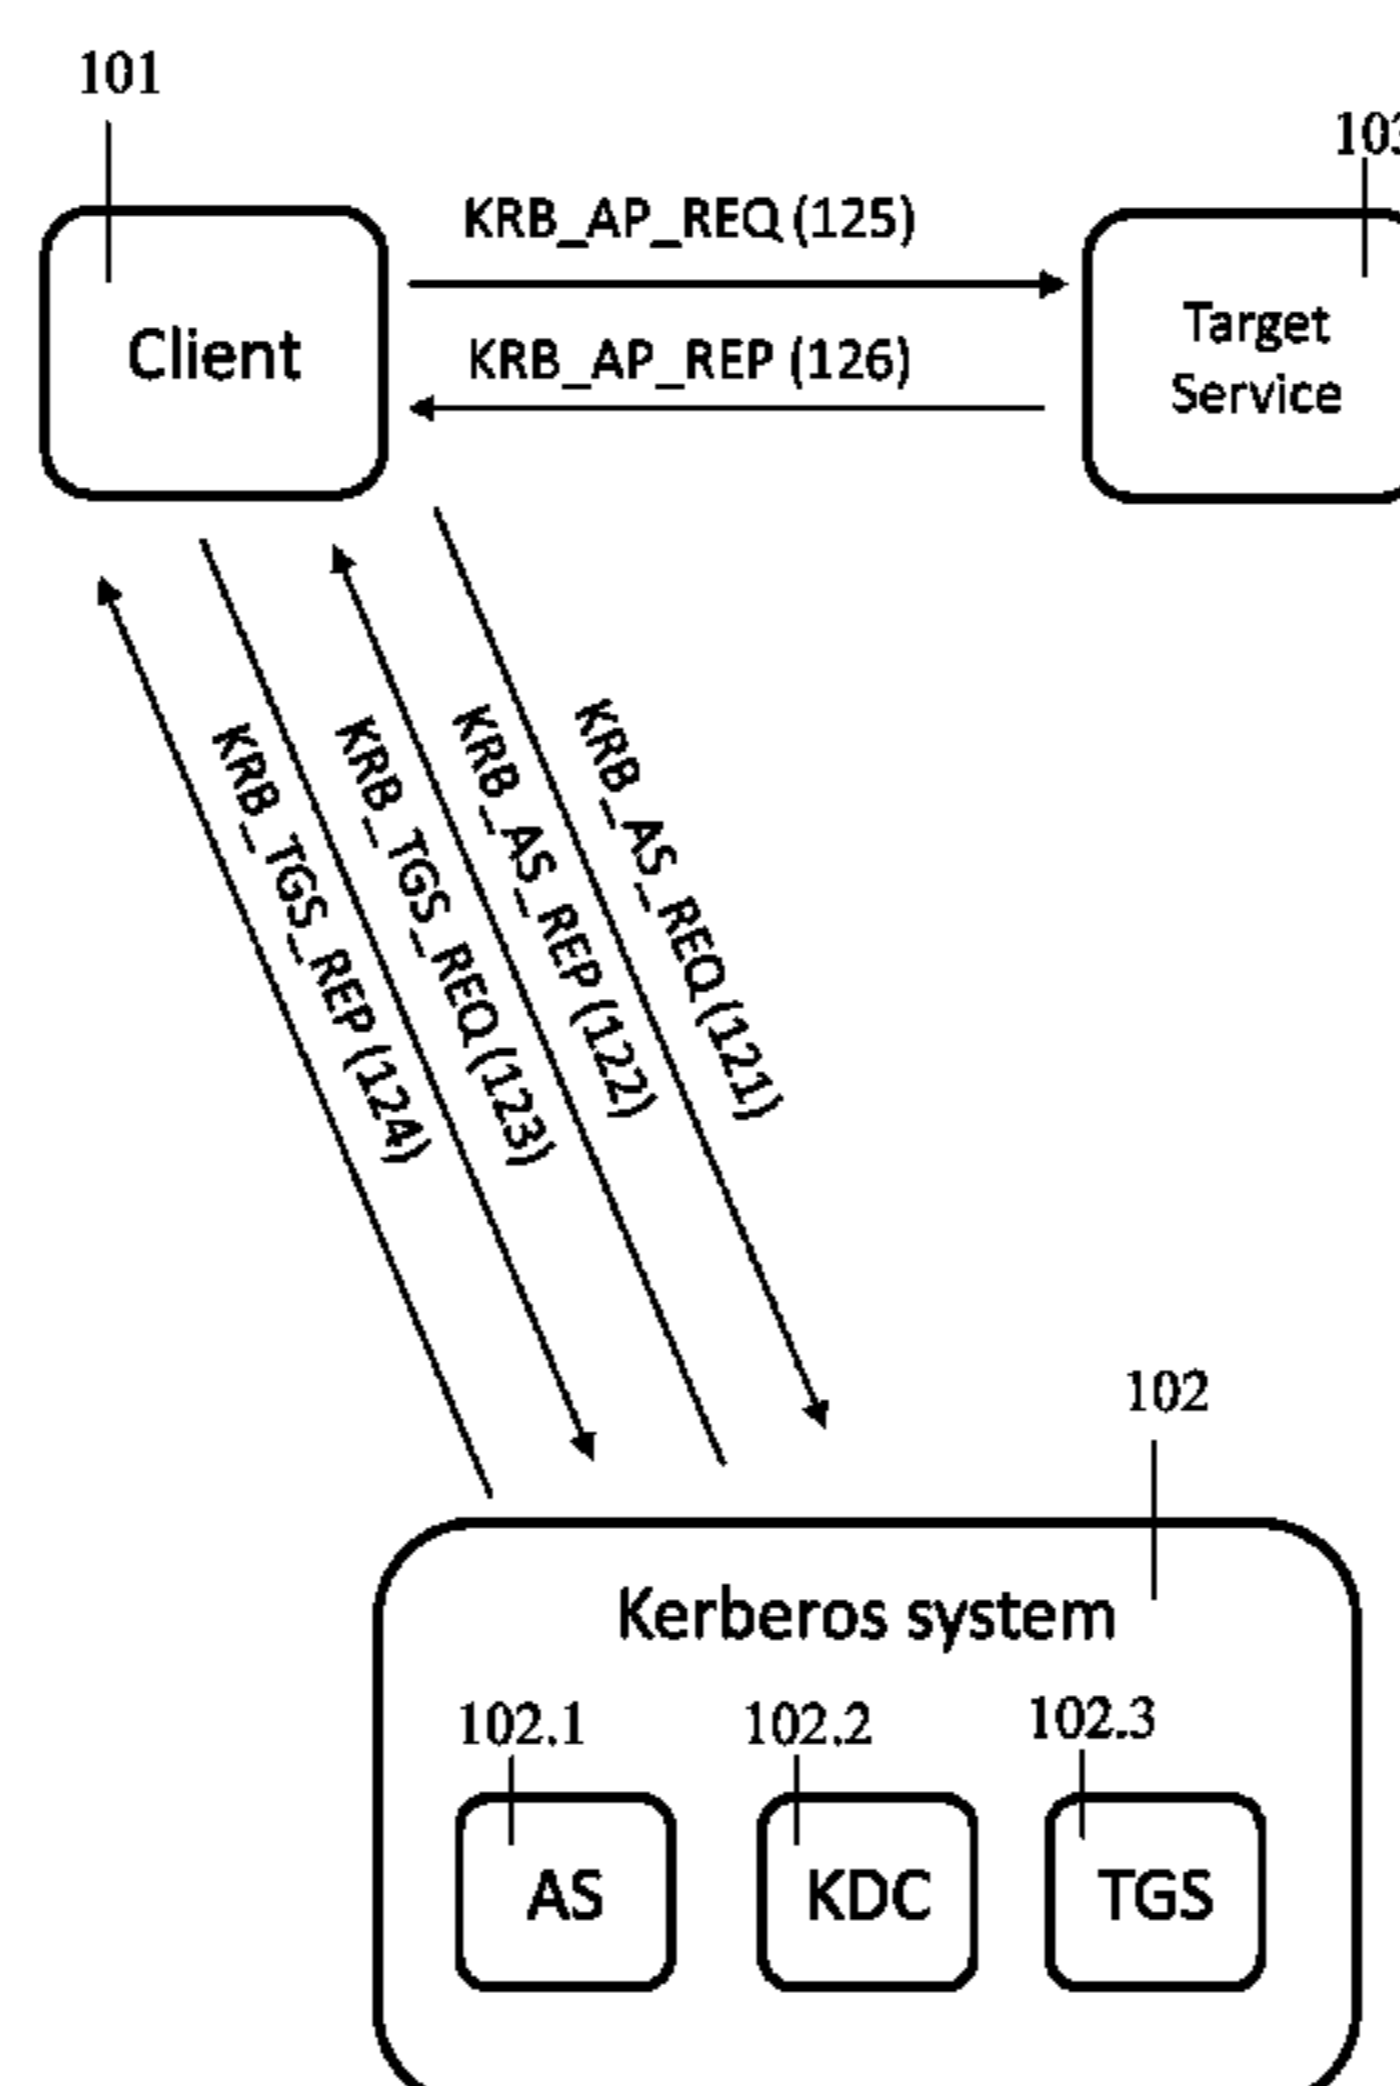 101
103
KRB_AP_REQ (125)
Client
Target
Service
KRB_AP_REP (126)
KRB_TGS_REP (124)
KRB_TGS_REQ (123)
KRB_AS_REP (122)
KRB_AS_REQ (121)
102
Kerberos system
102.1
102.2
102.3
AS
KDC
TGS